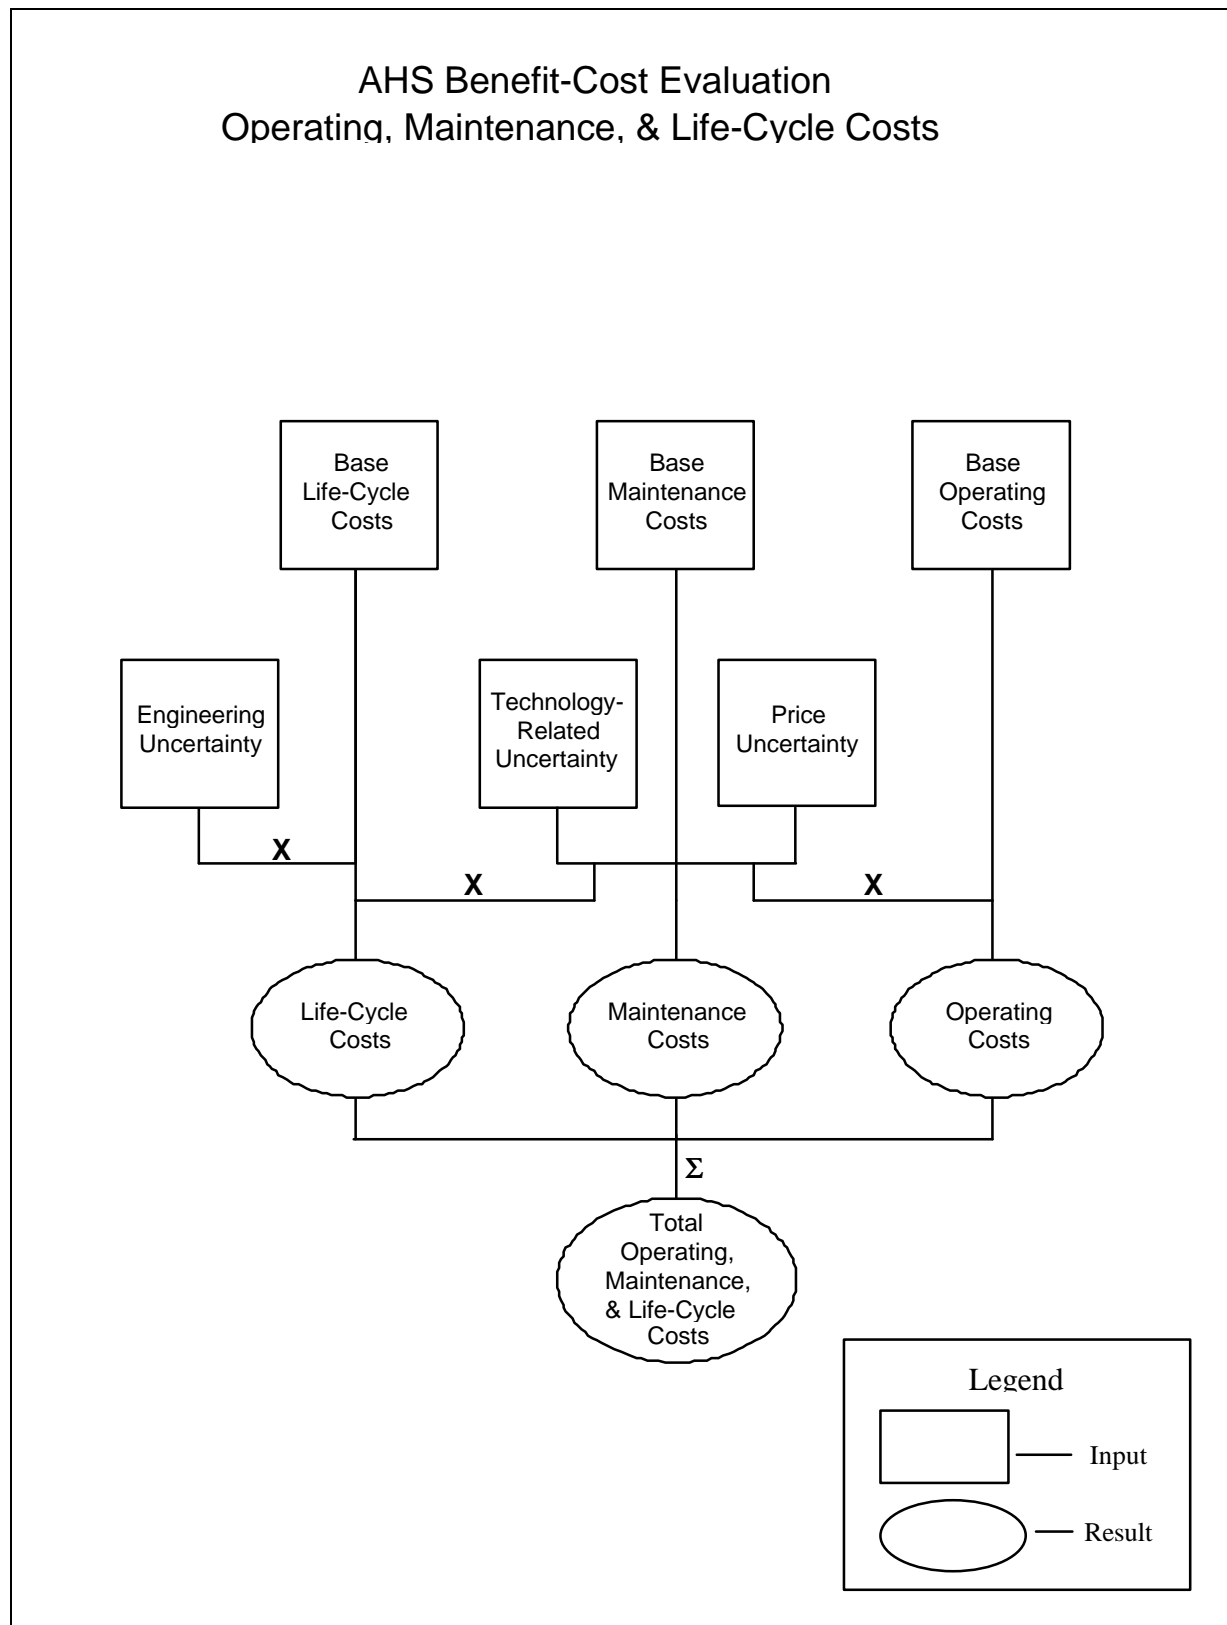 AHS Benefit-Cost Evaluation
Operating, Maintenance, & Life-Cycle Costs
Base
Life-Cycle
Costs
Base
Maintenance
Costs
Base
Operating
Costs
Engineering
Uncertainty
Technology-
Related
Uncertainty
Price
Uncertainty
X
X
X
Life-Cycle
Costs
Maintenance
Costs
Operating
Costs
Σ
Total
Operating,
Maintenance,
& Life-Cycle
Costs
Legend
Input
Result